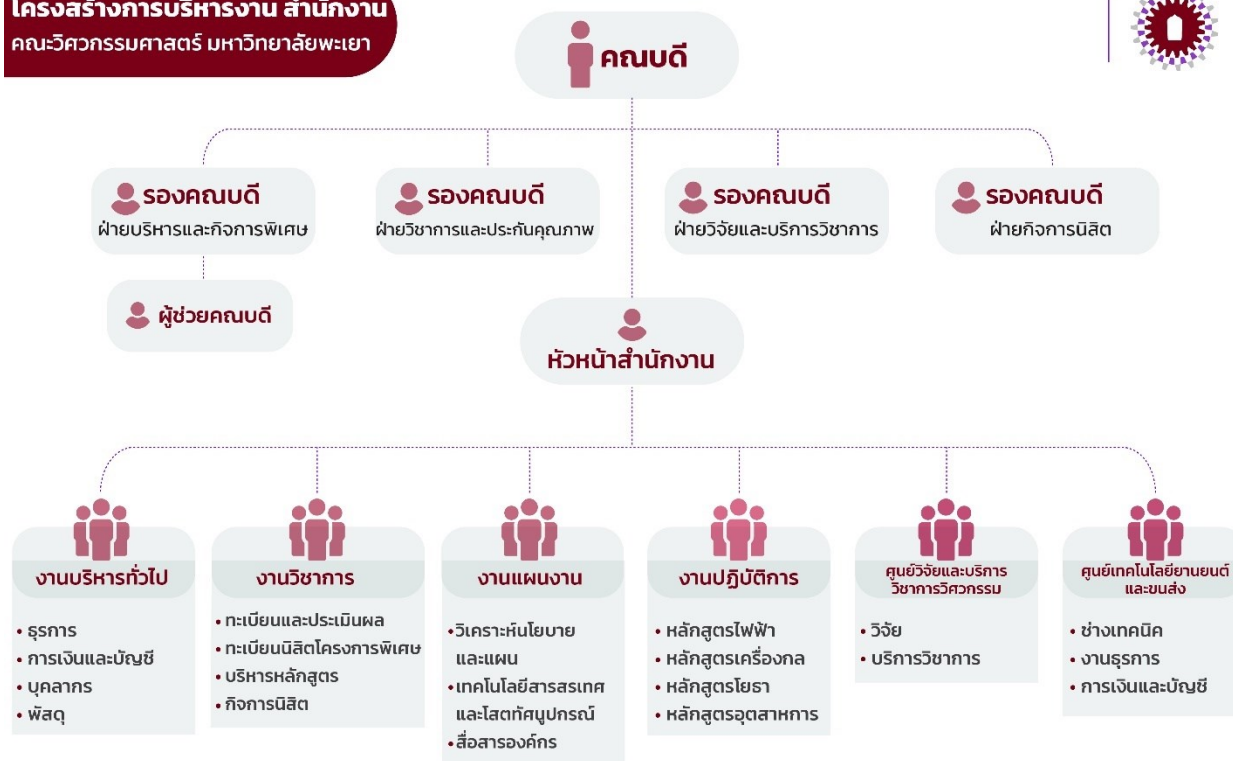 โครงสร้างการบริหารงาน สำนักงาน
คณะวิศวกรรมศาสตร์ มหาวิทยาลัยพะเยา
คณบดี
รองคณบดี
ฝ่ายบริหารและกิจการพิเศษ
รองคณบดี
ฝ่ายวิชาการและประกันคุณภาพ
รองคณบดี
ฝ่ายวิจัยและบริการวิชาการ
รองคณบดี
ฝ่ายกิจการนิสิต
ผู้ช่วยคณบดี
หัวหน้าสำนักงาน
งานบริหารทั่วไป
• ธุรการ
• การเงินและบัญชี
• บุคลากร
• พัสดุ
งานวิชาการ
• ทะเบียนและประเมินผล
• ทะเบียนนิสิตโครงการพิเศษ
• บริหารหลักสูตร
• กิจการนิสิต
งานแผนงาน
• วิเคราะห์นโยบาย
และแผน
• เทคโนโลยีสารสรเทศ
และโสตทัศนูปกรณ์
• สื่อสารองค์กร
งานปฏิบัติการ
• หลักสูตรไฟฟ้า
• หลักสูตรเครื่องกล
• หลักสูตรโยธา
• หลักสูตรอุตสาหการ
ศูนย์วิจัยและบริการ
วิชาการวิศวกรรม
• วิจัย
• บริการวิชาการ
ศูนย์เทคโนโลยียานยนต์
และขนส่ง
• ช่างเทคนิค
• งานธุรการ
• การเงินและบัญชี